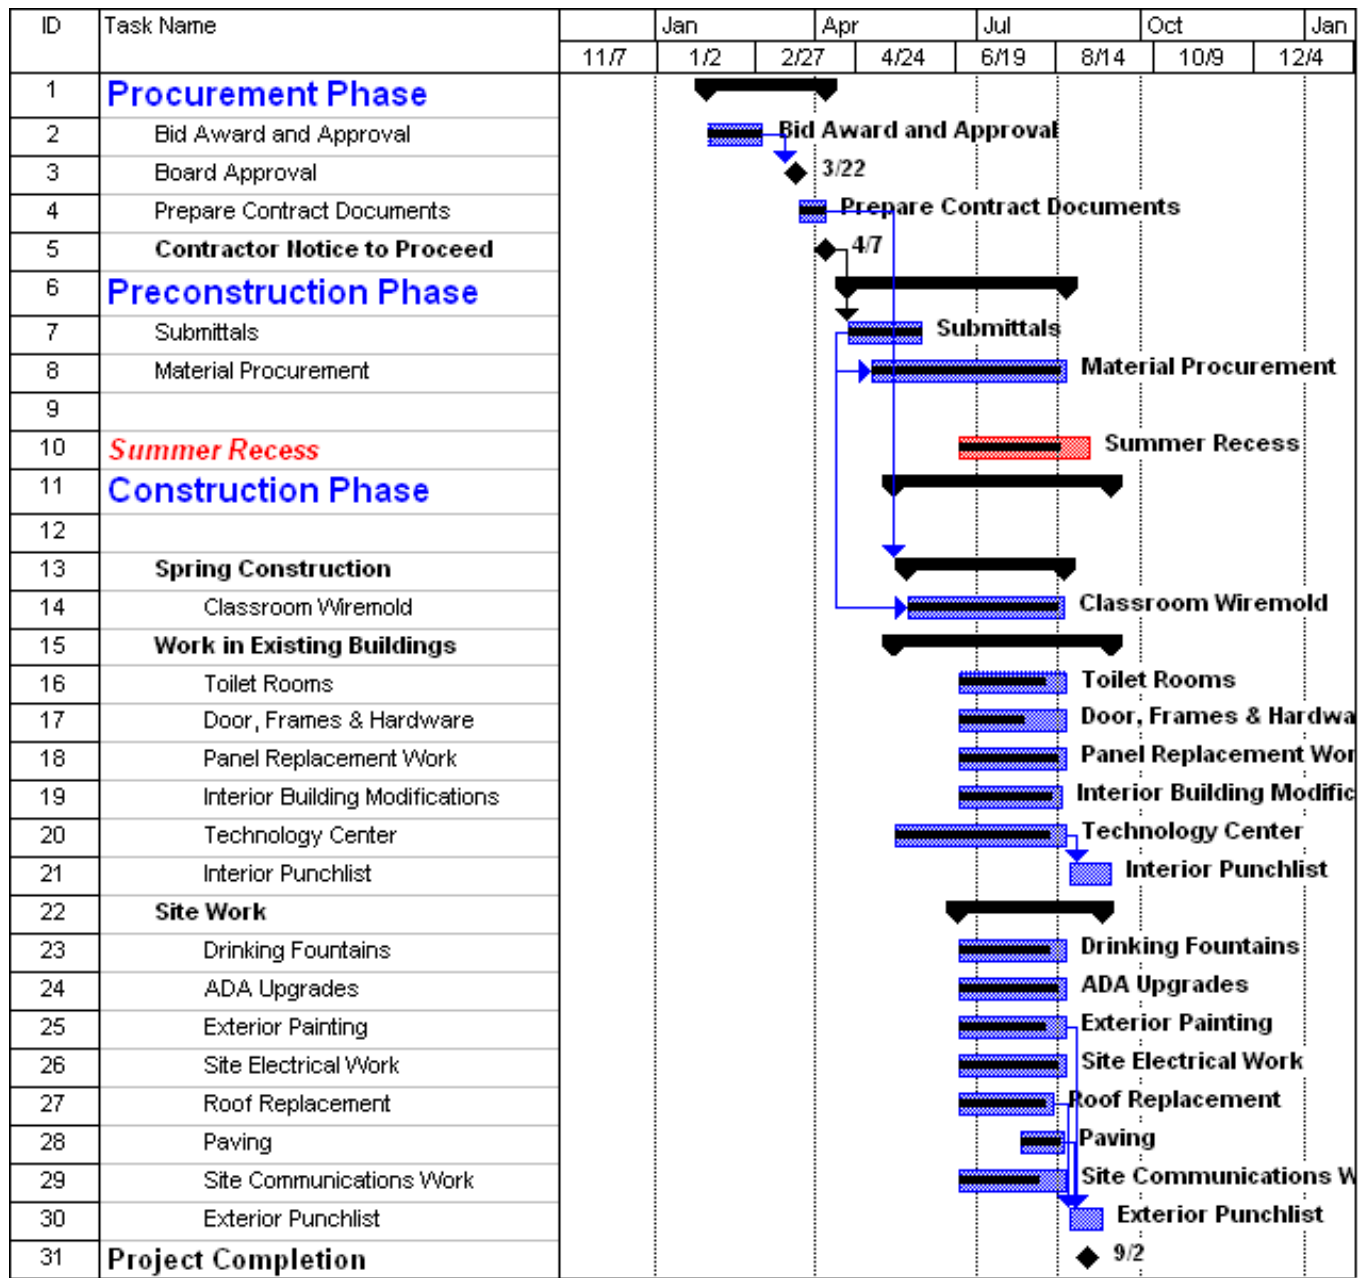 ID Task Name Jan Apr Jul Oct Jan
11/7 1/2 2/27 4/24 6/19 8/14 10/9 12/4
1 Procurement Phase
2 Bid Award and Approval Bid Award and Approval
3 Board Approval 3/22
4 Prepare Contract Documents Prepare Contract Documents
5 Contractor Notice to Proceed 4/7
6 Preconstruction Phase
7 Submittals Submittals
8 Material Procurement Material Procurement
9
10 Summer Recess Summer Recess
11 Construction Phase
12
13 Spring Construction
14 Classroom Wiremold Classroom Wiremold
15 Work in Existing Buildings
16 Toilet Rooms Toilet Rooms
17 Door, Frames & Hardware Door, Frames & Hardwa
18 Panel Replacement Work Panel Replacement Wor
19 Interior Building Modifications Interior Building Modific
20 Technology Center Technology Center
21 Interior Punchlist Interior Punchlist
22 Site Work
23 Drinking Fountains Drinking Fountains
24 ADA Upgrades ADA Upgrades
25 Exterior Painting Exterior Painting
26 Site Electrical Work Site Electrical Work
27 Roof Replacement Roof Replacement
28 Paving Paving
29 Site Communications Work Site Communications W
30 Exterior Punchlist Exterior Punchlist
31 Project Completion 9/2